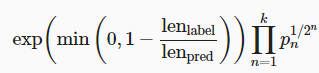 exp(min(0, 1 − len_label / len_pred)) ∏_{n=1}^{k} p_n^{1/2^n}